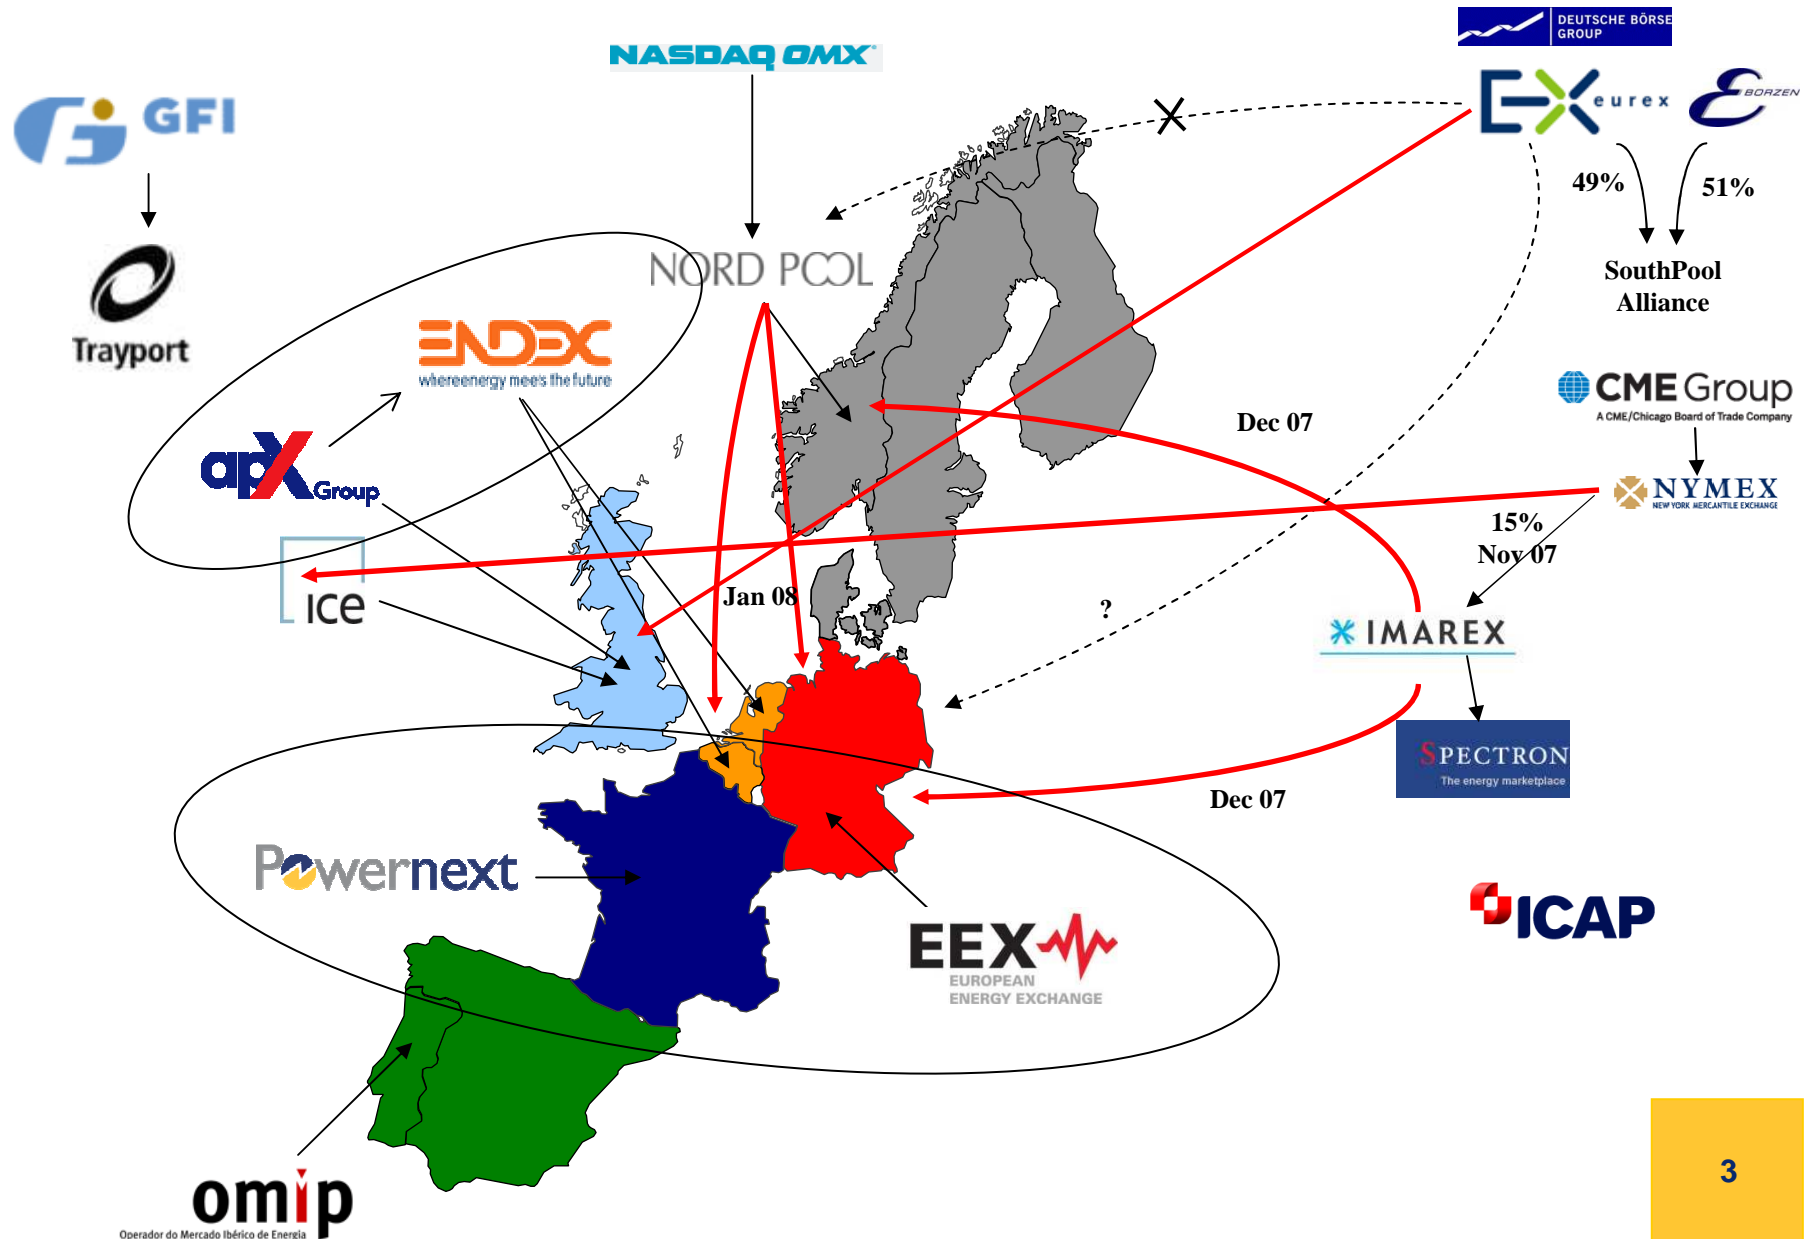 DEUTSCHE BÖRSE
GROUP
NASDAQ OMX
GFI
eurex
BORZEN
49%
51%
NORD POOL
SouthPool
Alliance
Trayport
ENDEX
whereenergy meets the future
CME Group
A CME/Chicago Board of Trade Company
Dec 07
apX
Group
NYMEX
NEW YORK MERCANTILE EXCHANGE
15%
Nov 07
ice
Jan 08
?
IMAREX
SPECTRON
The energy marketplace
Dec 07
Powernext
ICAP
EEX
EUROPEAN
ENERGY EXCHANGE
omip
Operador do Mercado Ibérico de Energia
3